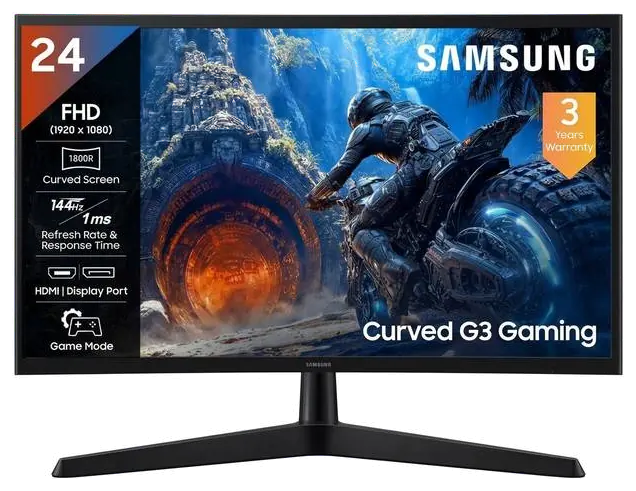 24
SAMSUNG
FHD
(1920 x 1080)
1800R
Curved Screen
144Hz
1ms
Refresh Rate &
Response Time
HDMI | Display Port
Game Mode
3
Years
Warranty
Curved G3 Gaming
SAMSUNG